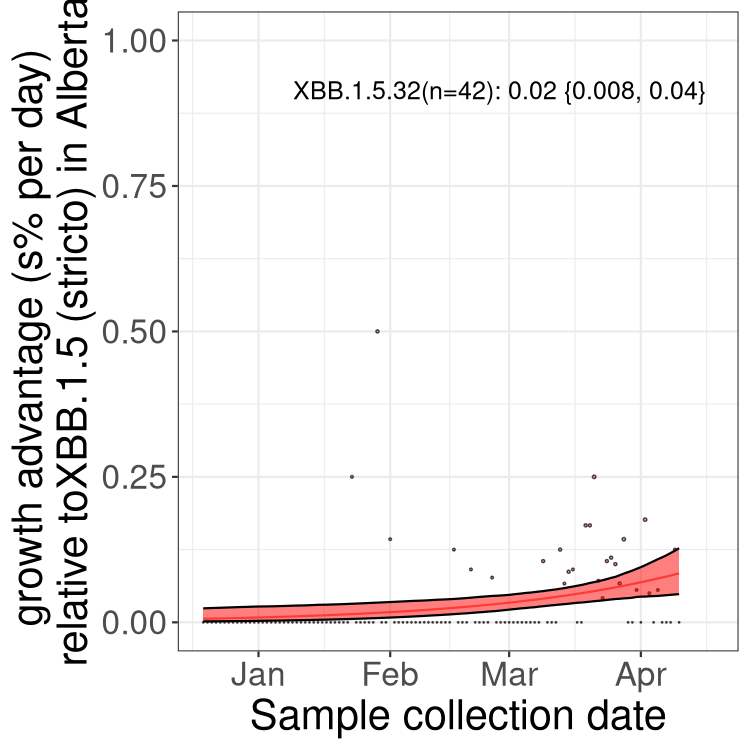 growth advantage (s% per day)
relative toXBB.1.5 (stricto) in Alberta
1.00
XBB.1.5.32(n=42): 0.02 {0.008, 0.04}
0.75
0.50
0.25
0.00
Jan Feb Mar Apr
Sample collection date